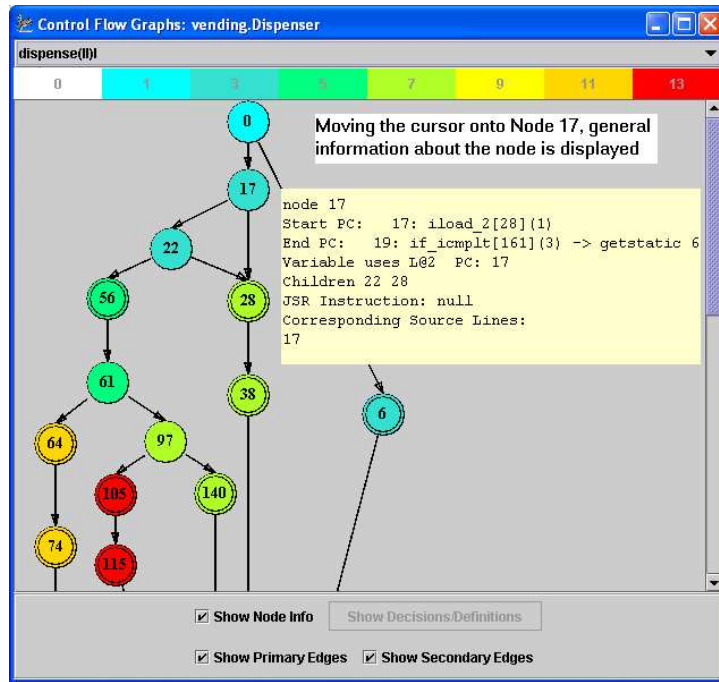 Control Flow Graphs: vending.Dispenser
dispense(II)I
0 1 3 5 7 9 11 13
0
Moving the cursor onto Node 17, general
information about the node is displayed
17
node 17
Start PC: 17: iload_2[28](1)
End PC: 19: if_icmplt[161](3) -> getstatic 6
Variable uses L@2 PC: 17
Children 22 28
JSR Instruction: null
Corresponding Source Lines:
17
22
56
28
61
38
6
64
97
105
140
74
115
Show Node Info Show Decisions/Definitions
Show Primary Edges Show Secondary Edges